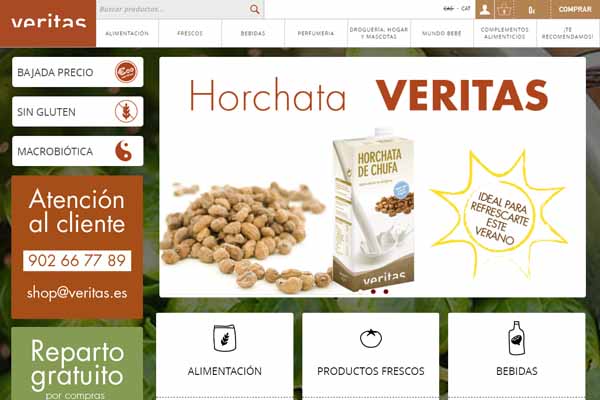 veritas
Buscar productos...
CAS - CAT
COMPRAR
ALIMENTACIÓN
FRESCOS
BEBIDAS
PERFUMERIA
DROGUERÍA, HOGAR
Y MASCOTAS
MUNDO BEBÉ
COMPLEMENTOS
ALIMENTICIOS
¡TE
RECOMENDAMOS!
BAJADA PRECIO
SIN GLUTEN
MACROBIÓTICA
Horchata VERITAS
HORCHATA
DE CHUFA
veritas
IDEAL PARA
REFRESCARTE
ESTE
VERANO
Atención
al cliente
902 66 77 89
shop@veritas.es
Reparto
gratuito
por compras
ALIMENTACIÓN
PRODUCTOS FRESCOS
BEBIDAS